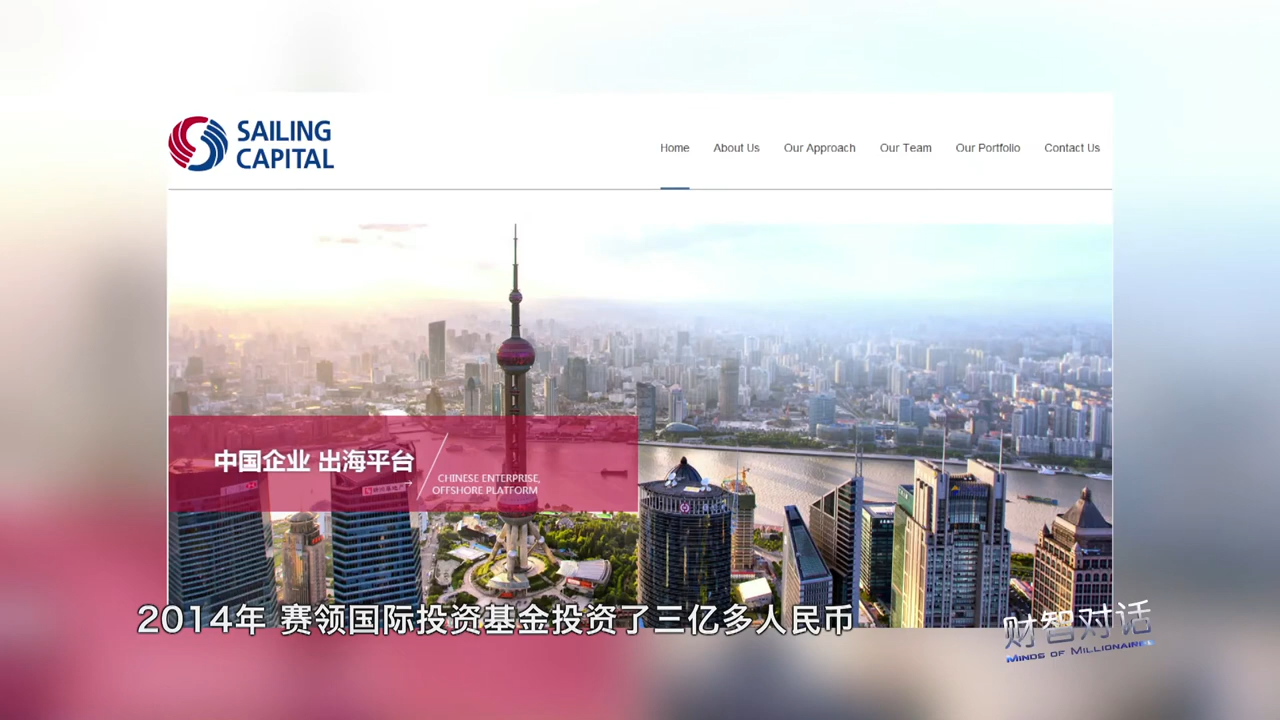 SAILING
CAPITAL
Home
About Us
Our Approach
Our Team
Our Portfolio
Contact Us
中国企业 出海平台
CHINESE ENTERPRISE,
OFFSHORE PLATFORM
2014年 赛领国际投资基金投资了三亿多人民币
财智对话
MINDS OF MILLIONAIRES